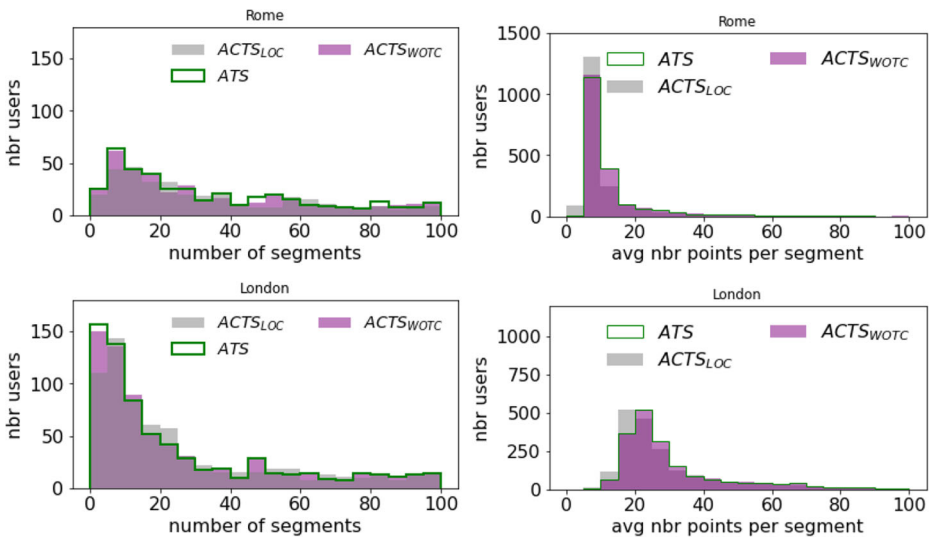 Rome
nbr users
150
100
50
0
ACTS_LOC
ACTS_WOTC
ATS
0 20 40 60 80 100
number of segments
Rome
nbr users
1500
1000
500
0
ATS
ACTS_WOTC
ACTS_LOC
0 20 40 60 80 100
avg nbr points per segment
London
nbr users
150
100
50
0
ACTS_LOC
ACTS_WOTC
ATS
0 20 40 60 80 100
number of segments
London
nbr users
1000
750
500
250
0
ATS
ACTS_WOTC
ACTS_LOC
0 20 40 60 80 100
avg nbr points per segment